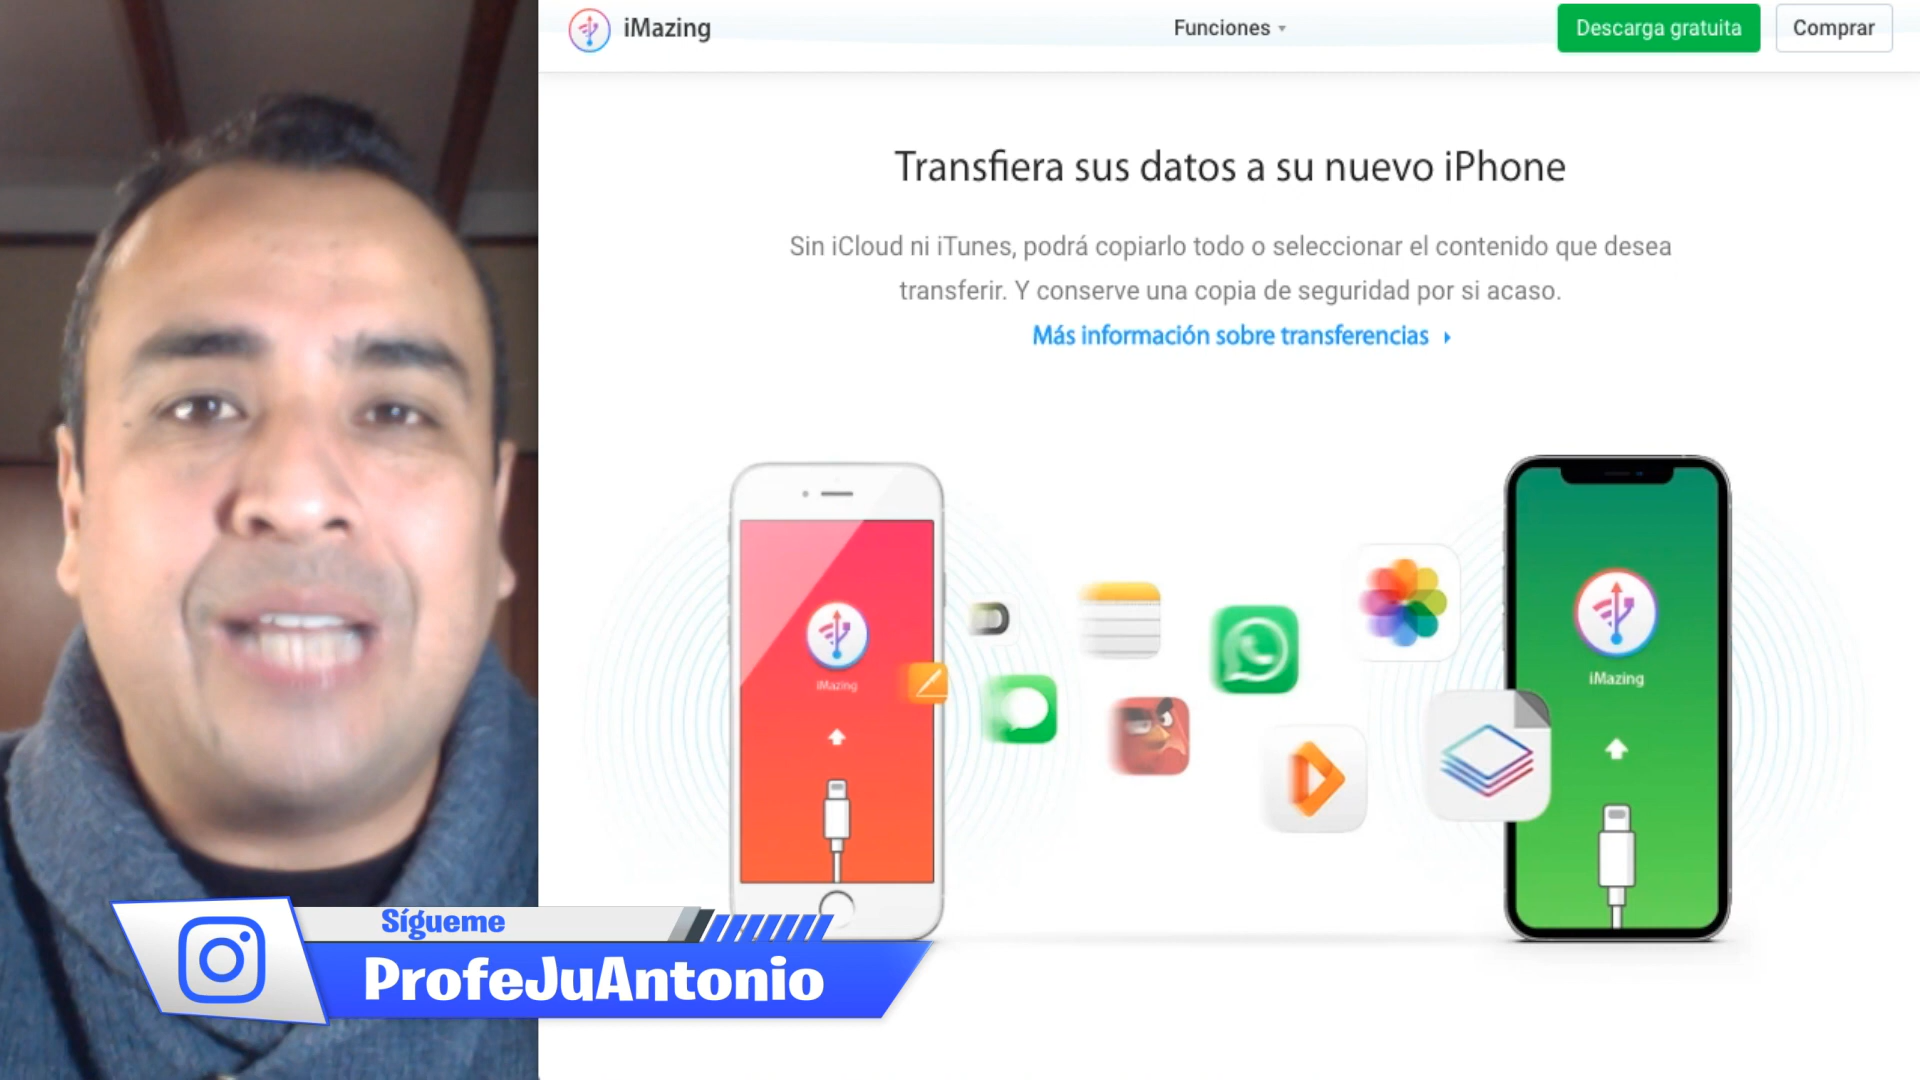 iMazing
Funciones
Descarga gratuita
Comprar
Transfiera sus datos a su nuevo iPhone
Sin iCloud ni iTunes, podrá copiarlo todo o seleccionar el contenido que desea
transferir. Y conserve una copia de seguridad por si acaso.
Más información sobre transferencias
iMazing
iMazing
Sígueme
ProfeJuAntonio